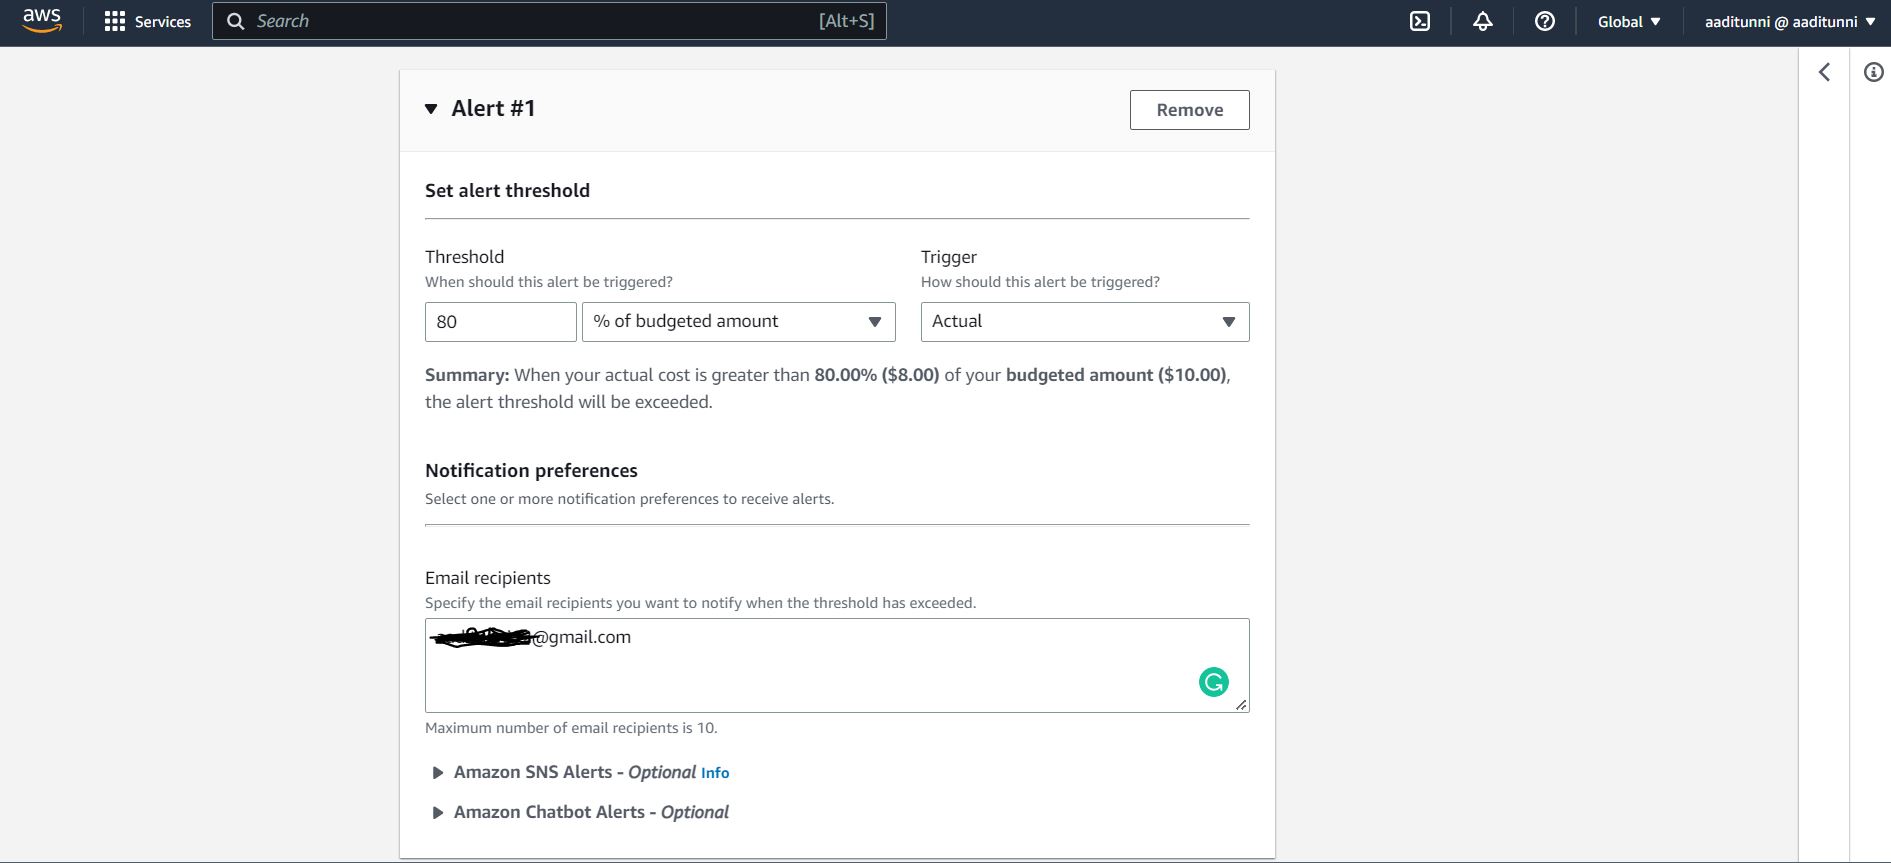 aws Services Search [Alt+S] Global aaditunni @ aaditunni
Alert #1 Remove
Set alert threshold
Threshold Trigger
When should this alert be triggered? How should this alert be triggered?
80 % of budgeted amount Actual
Summary: When your actual cost is greater than 80.00% ($8.00) of your budgeted amount ($10.00),
the alert threshold will be exceeded.
Notification preferences
Select one or more notification preferences to receive alerts.
Email recipients
Specify the email recipients you want to notify when the threshold has exceeded.
@gmail.com
Maximum number of email recipients is 10.
Amazon SNS Alerts - Optional Info
Amazon Chatbot Alerts - Optional